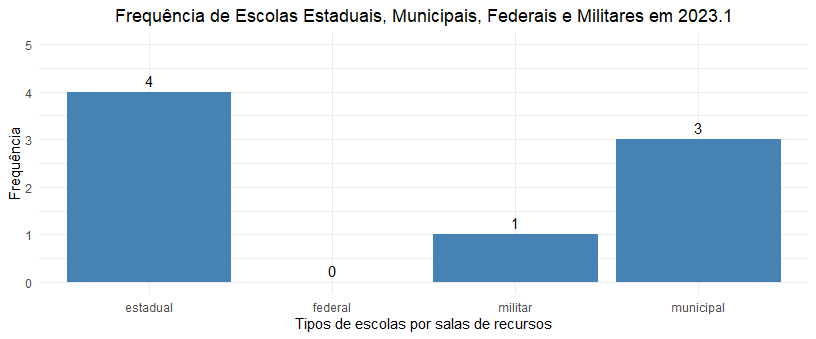 Frequência de Escolas Estaduais, Municipais, Federais e Militares em 2023.1
Frequência
5
4
3
2
1
0
4
0
1
3
estadual
federal
militar
municipal
Tipos de escolas por salas de recursos